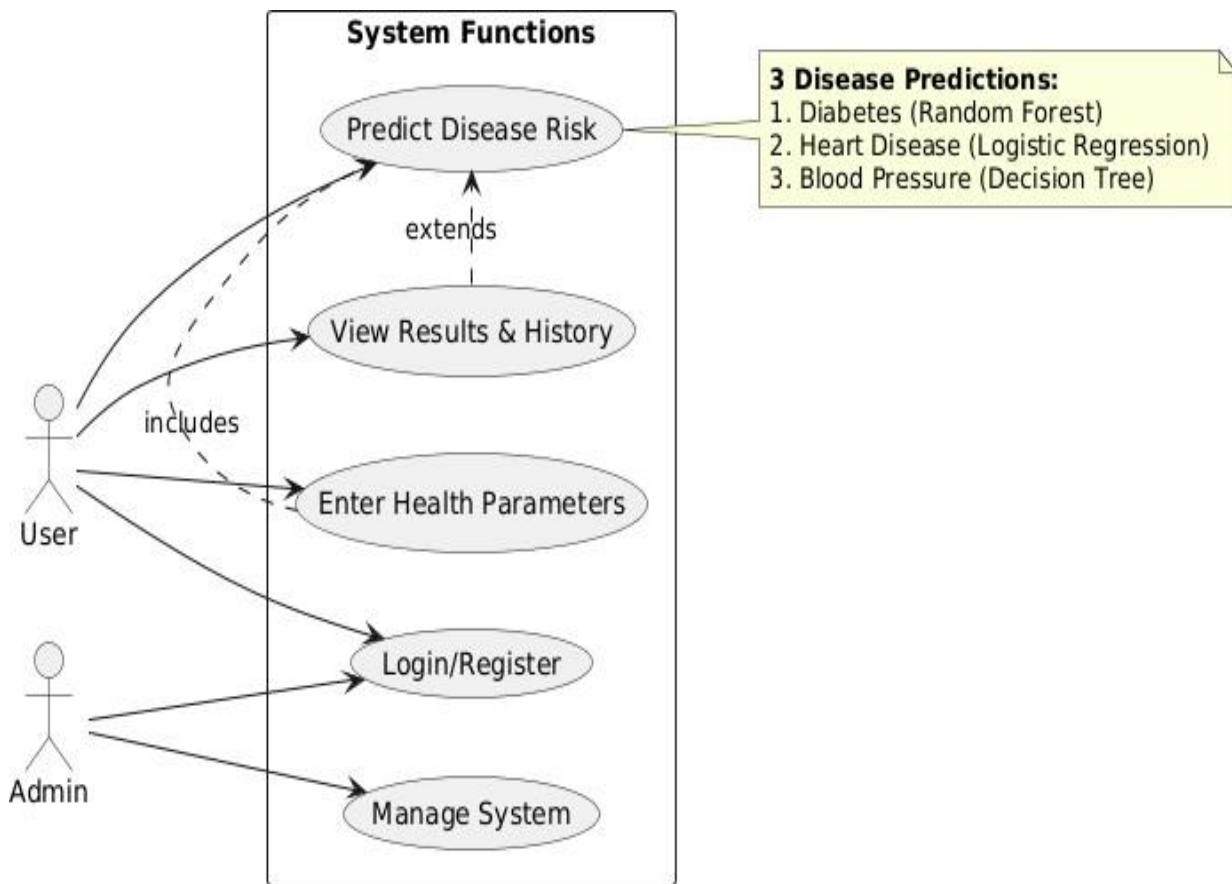 System Functions
Predict Disease Risk
3 Disease Predictions:
1. Diabetes (Random Forest)
2. Heart Disease (Logistic Regression)
3. Blood Pressure (Decision Tree)
extends
View Results & History
includes
Enter Health Parameters
User
Login/Register
Admin
Manage System